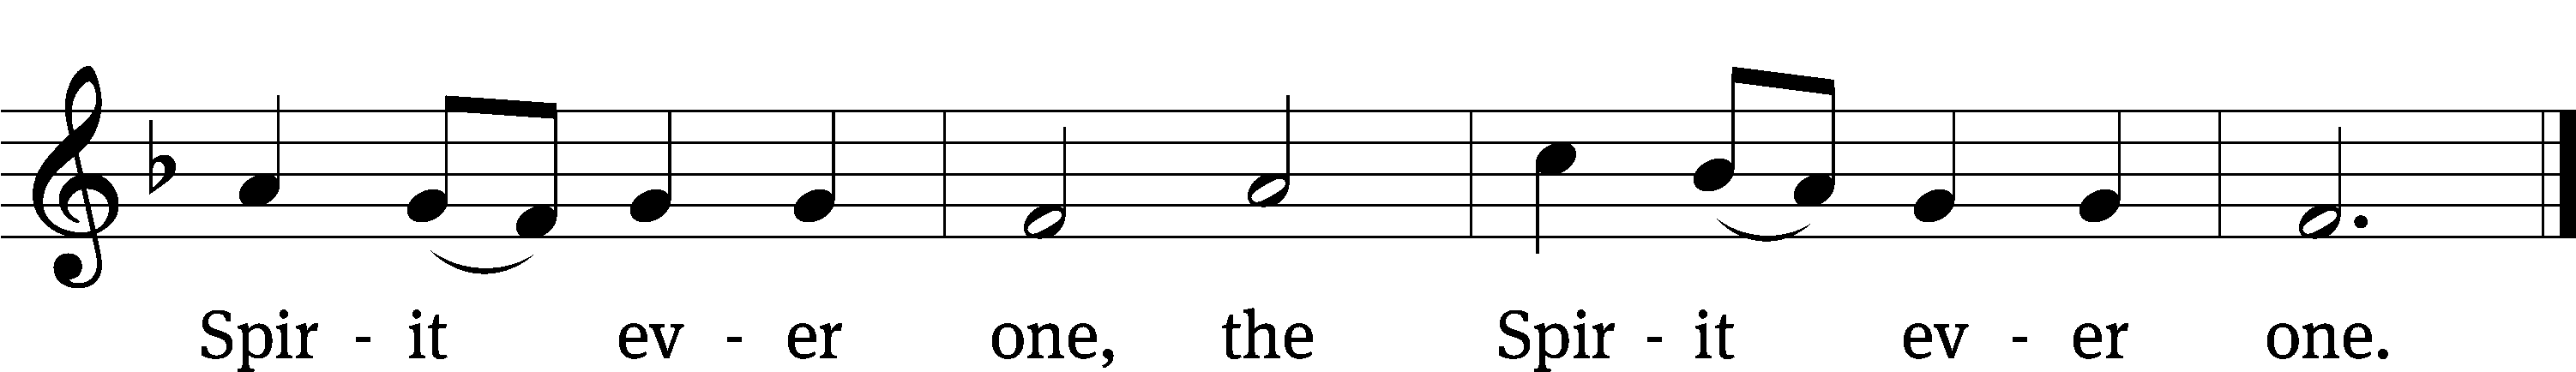 Spir - it ev - er one, the Spir - it ev - er one.